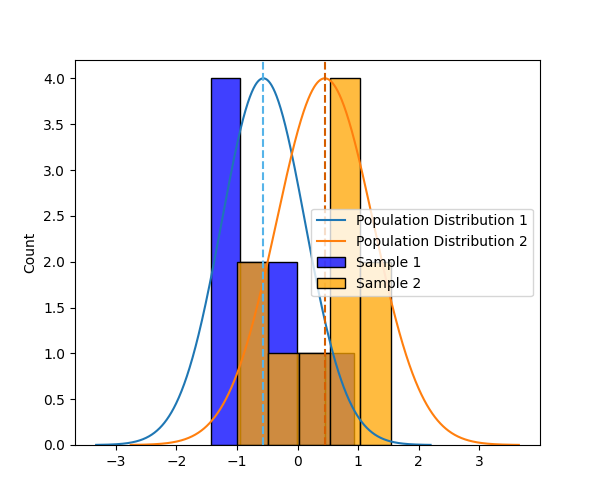 4.0
3.5
3.0
2.5
2.0
1.5
1.0
0.5
0.0
Count
Population Distribution 1
Population Distribution 2
Sample 1
Sample 2
−3 −2 −1 0 1 2 3